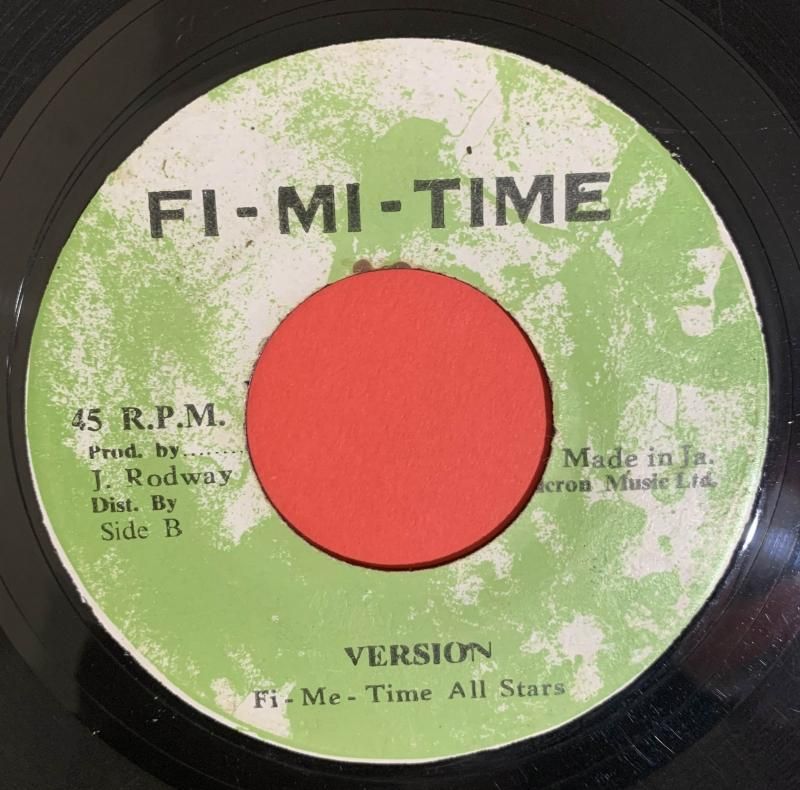 FI-MI-TIME
45 R.P.M.
Prod. by........
J. Rodway
Dist. By
Side B
Made in Ja.
Music Ltd.
VERSION
Fi-Me-Time All Stars